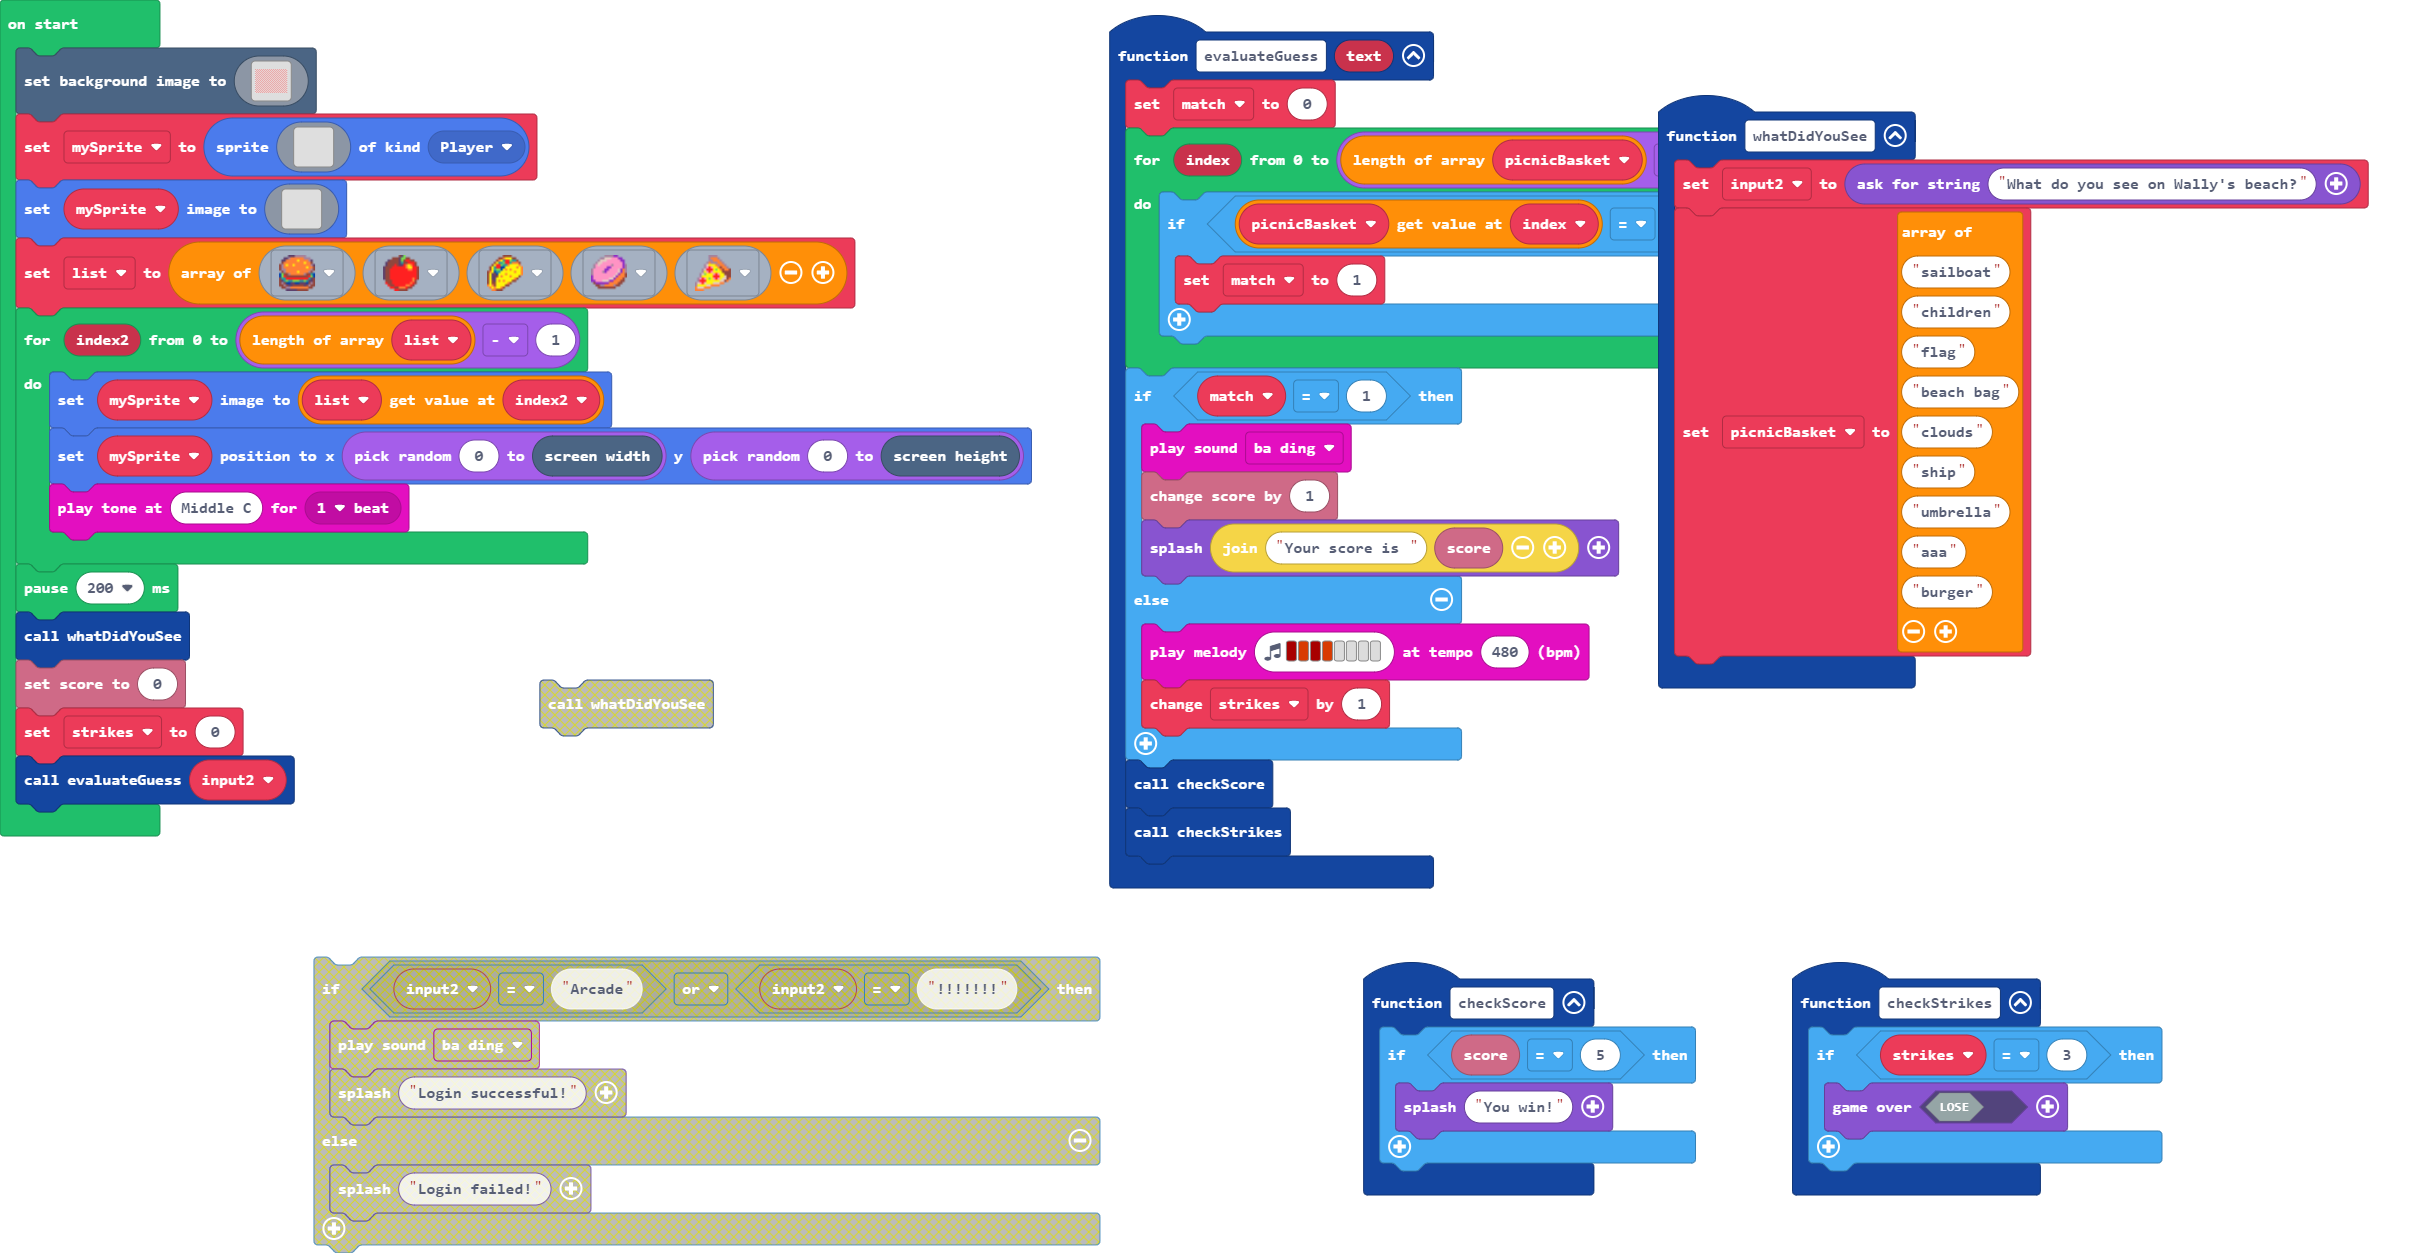 on start
set background image to
set mySprite to sprite of kind Player
set mySprite image to
set list to array of
for index2 from 0 to length of array list - 1
do
set mySprite image to list get value at index2
set mySprite position to x pick random 0 to screen width y pick random 0 to screen height
play tone at Middle C for 1 beat
pause 200 ms
call whatDidYouSee
set score to 0
set strikes to 0
call evaluateGuess input2
call whatDidYouSee
function evaluateGuess text
set match to 0
for index from 0 to length of array picnicBasket
do
if picnicBasket get value at index =
set match to 1
if match = 1 then
play sound ba ding
change score by 1
splash join "Your score is " score
else
play melody at tempo 480 (bpm)
change strikes by 1
call checkScore
call checkStrikes
function whatDidYouSee
set input2 to ask for string "What do you see on Wally's beach?"
set picnicBasket to
array of
"sailboat"
"children"
"flag"
"beach bag"
"clouds"
"ship"
"umbrella"
"aaa"
"burger"
if input2 = "Arcade" or input2 = "!!!!!!!" then
play sound ba ding
splash "Login successful!"
else
splash "Login failed!"
function checkScore
if score = 5 then
splash "You win!"
function checkStrikes
if strikes = 3 then
game over LOSE